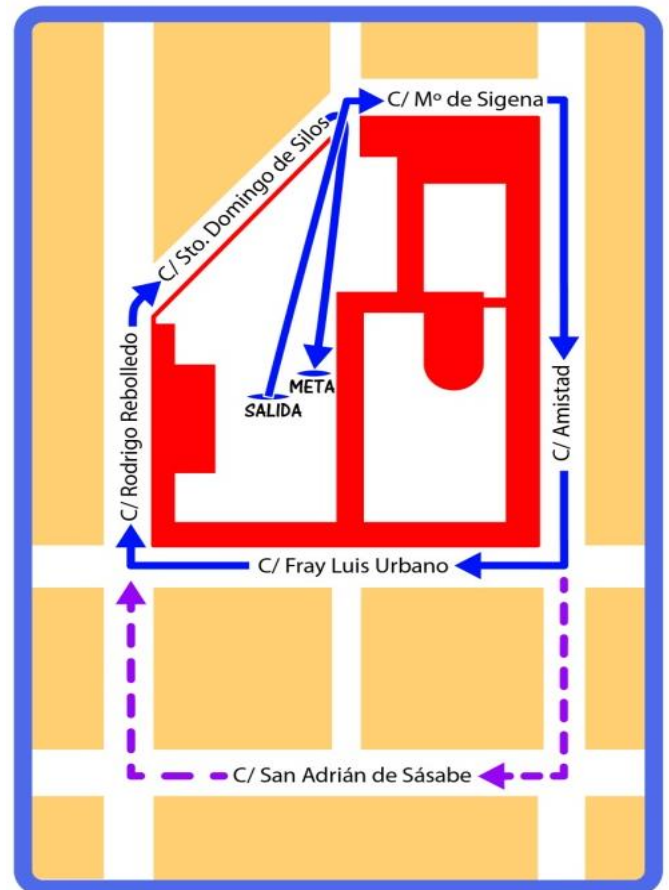 C/ Mº de Sigena
C/ Sto. Domingo de Silos
META
SALIDA
C/ Rodrigo Rebolledo
C/ Amistad
C/ Fray Luis Urbano
C/ San Adrián de Sásabe